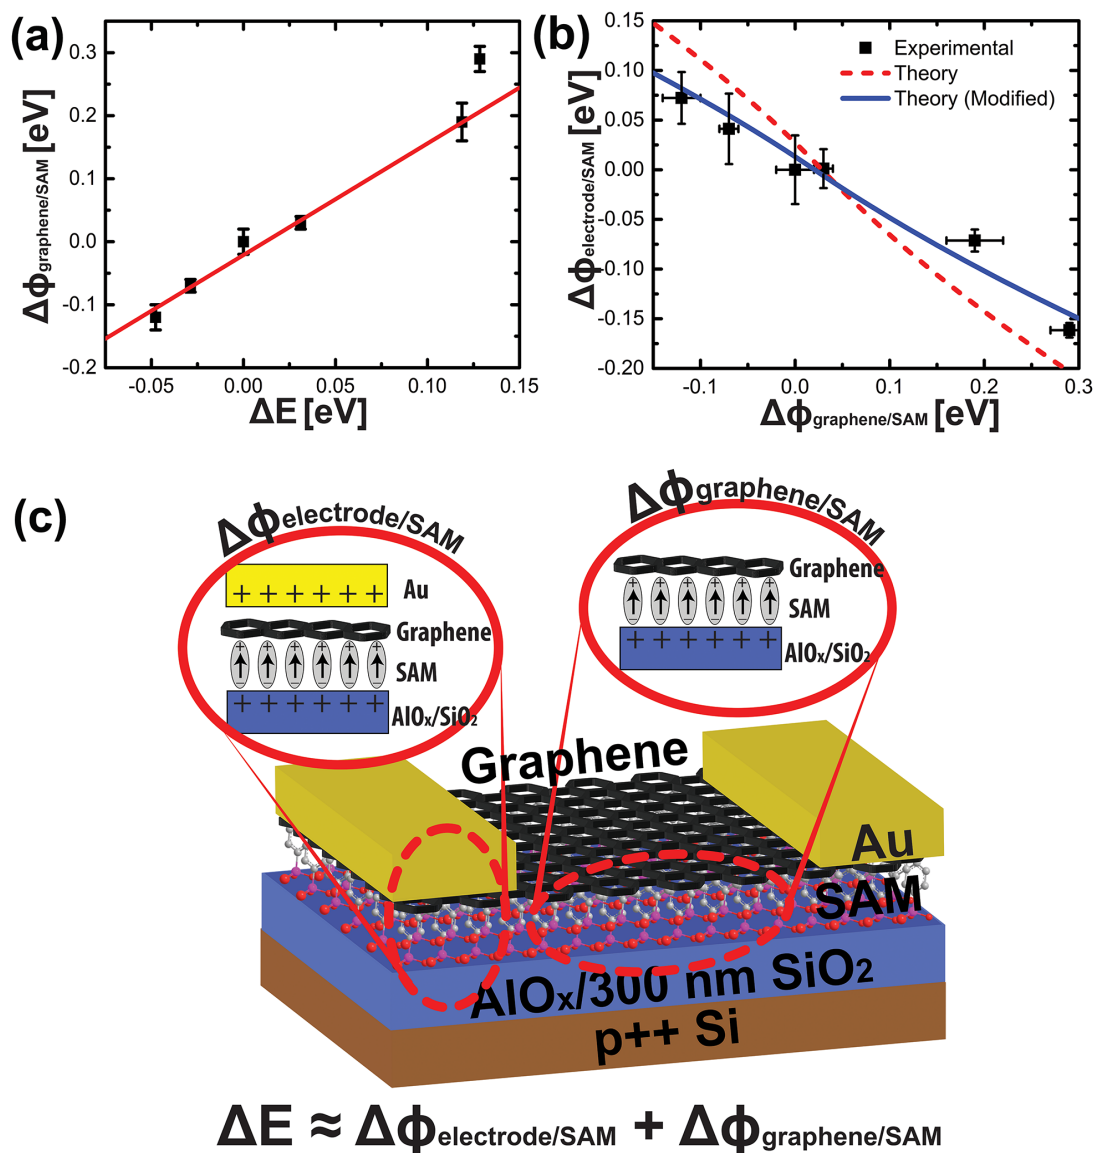 (a)
Δϕgraphene/SAM [eV]
0.3
0.2
0.1
0.0
-0.1
-0.2
-0.05
0.00
0.05
0.10
0.15
ΔE [eV]
(b)
Δϕelectrode/SAM [eV]
0.15
0.10
0.05
0.00
-0.05
-0.10
-0.15
-0.20
Experimental
Theory
Theory (Modified)
-0.1
0.0
0.1
0.2
0.3
Δϕgraphene/SAM [eV]
(c)
Δϕelectrode/SAM
+ + + + + +
Au
Graphene
+ + + + + +
SAM
− − − − − −
+ + + + + +
AlOx/SiO2
Δϕgraphene/SAM
Graphene
+ + + + + +
SAM
− − − − − −
+ + + + + +
AlOx/SiO2
Graphene
Au
SAM
AlOx/300 nm SiO2
p++ Si
ΔE ≈ Δϕelectrode/SAM + Δϕgraphene/SAM